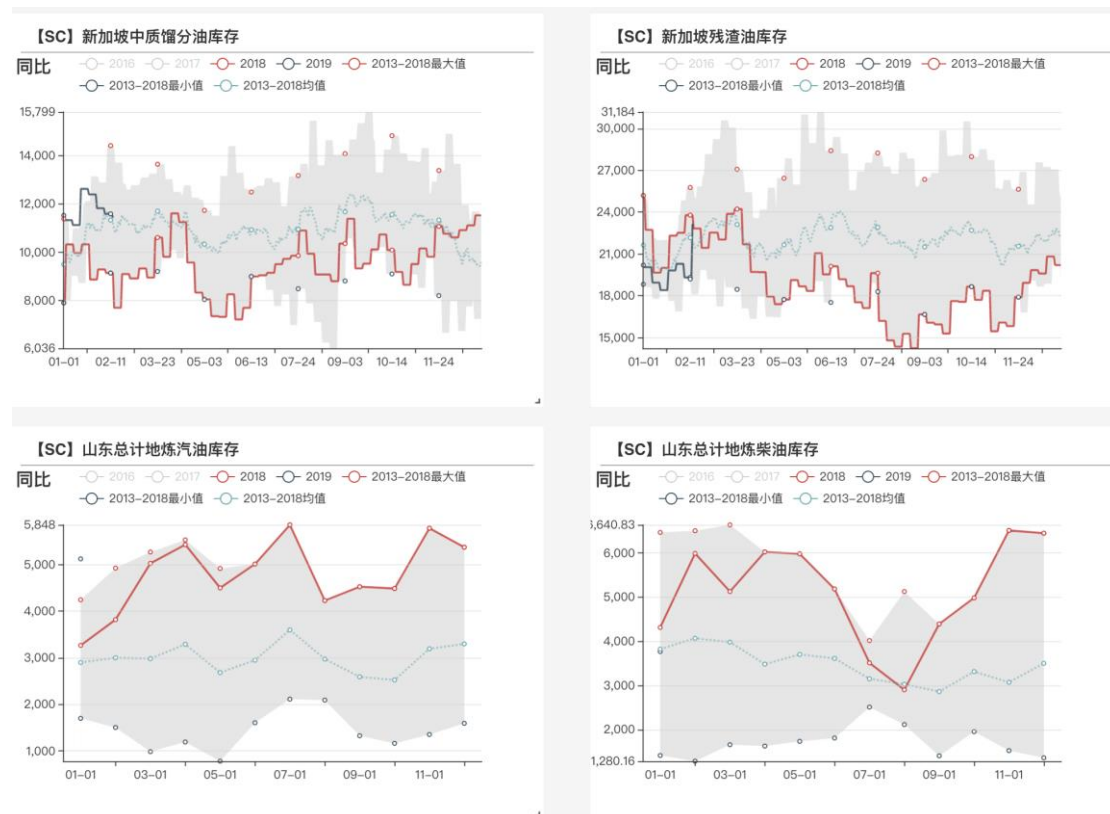 【SC】新加坡中质馏分油库存
同比
2016 2017 2018 2019 2013-2018最大值
2013-2018最小值 2013-2018均值
15,799
14,000
12,000
10,000
8,000
6,036
01-01 02-11 03-23 05-03 06-13 07-24 09-03 10-14 11-24
【SC】新加坡残渣油库存
同比
2016 2017 2018 2019 2013-2018最大值
2013-2018最小值 2013-2018均值
31,184
30,000
27,000
24,000
21,000
18,000
15,000
01-01 02-11 03-23 05-03 06-13 07-24 09-03 10-14 11-24
【SC】山东总计地炼汽油库存
同比
2016 2017 2018 2019 2013-2018最大值
2013-2018最小值 2013-2018均值
5,848
5,000
4,000
3,000
2,000
1,000
01-01 03-01 05-01 07-01 09-01 11-01
【SC】山东总计地炼柴油库存
同比
2016 2017 2018 2019 2013-2018最大值
2013-2018最小值 2013-2018均值
,640.83
6,000
5,000
4,000
3,000
2,000
1,280.16
01-01 03-01 05-01 07-01 09-01 11-01